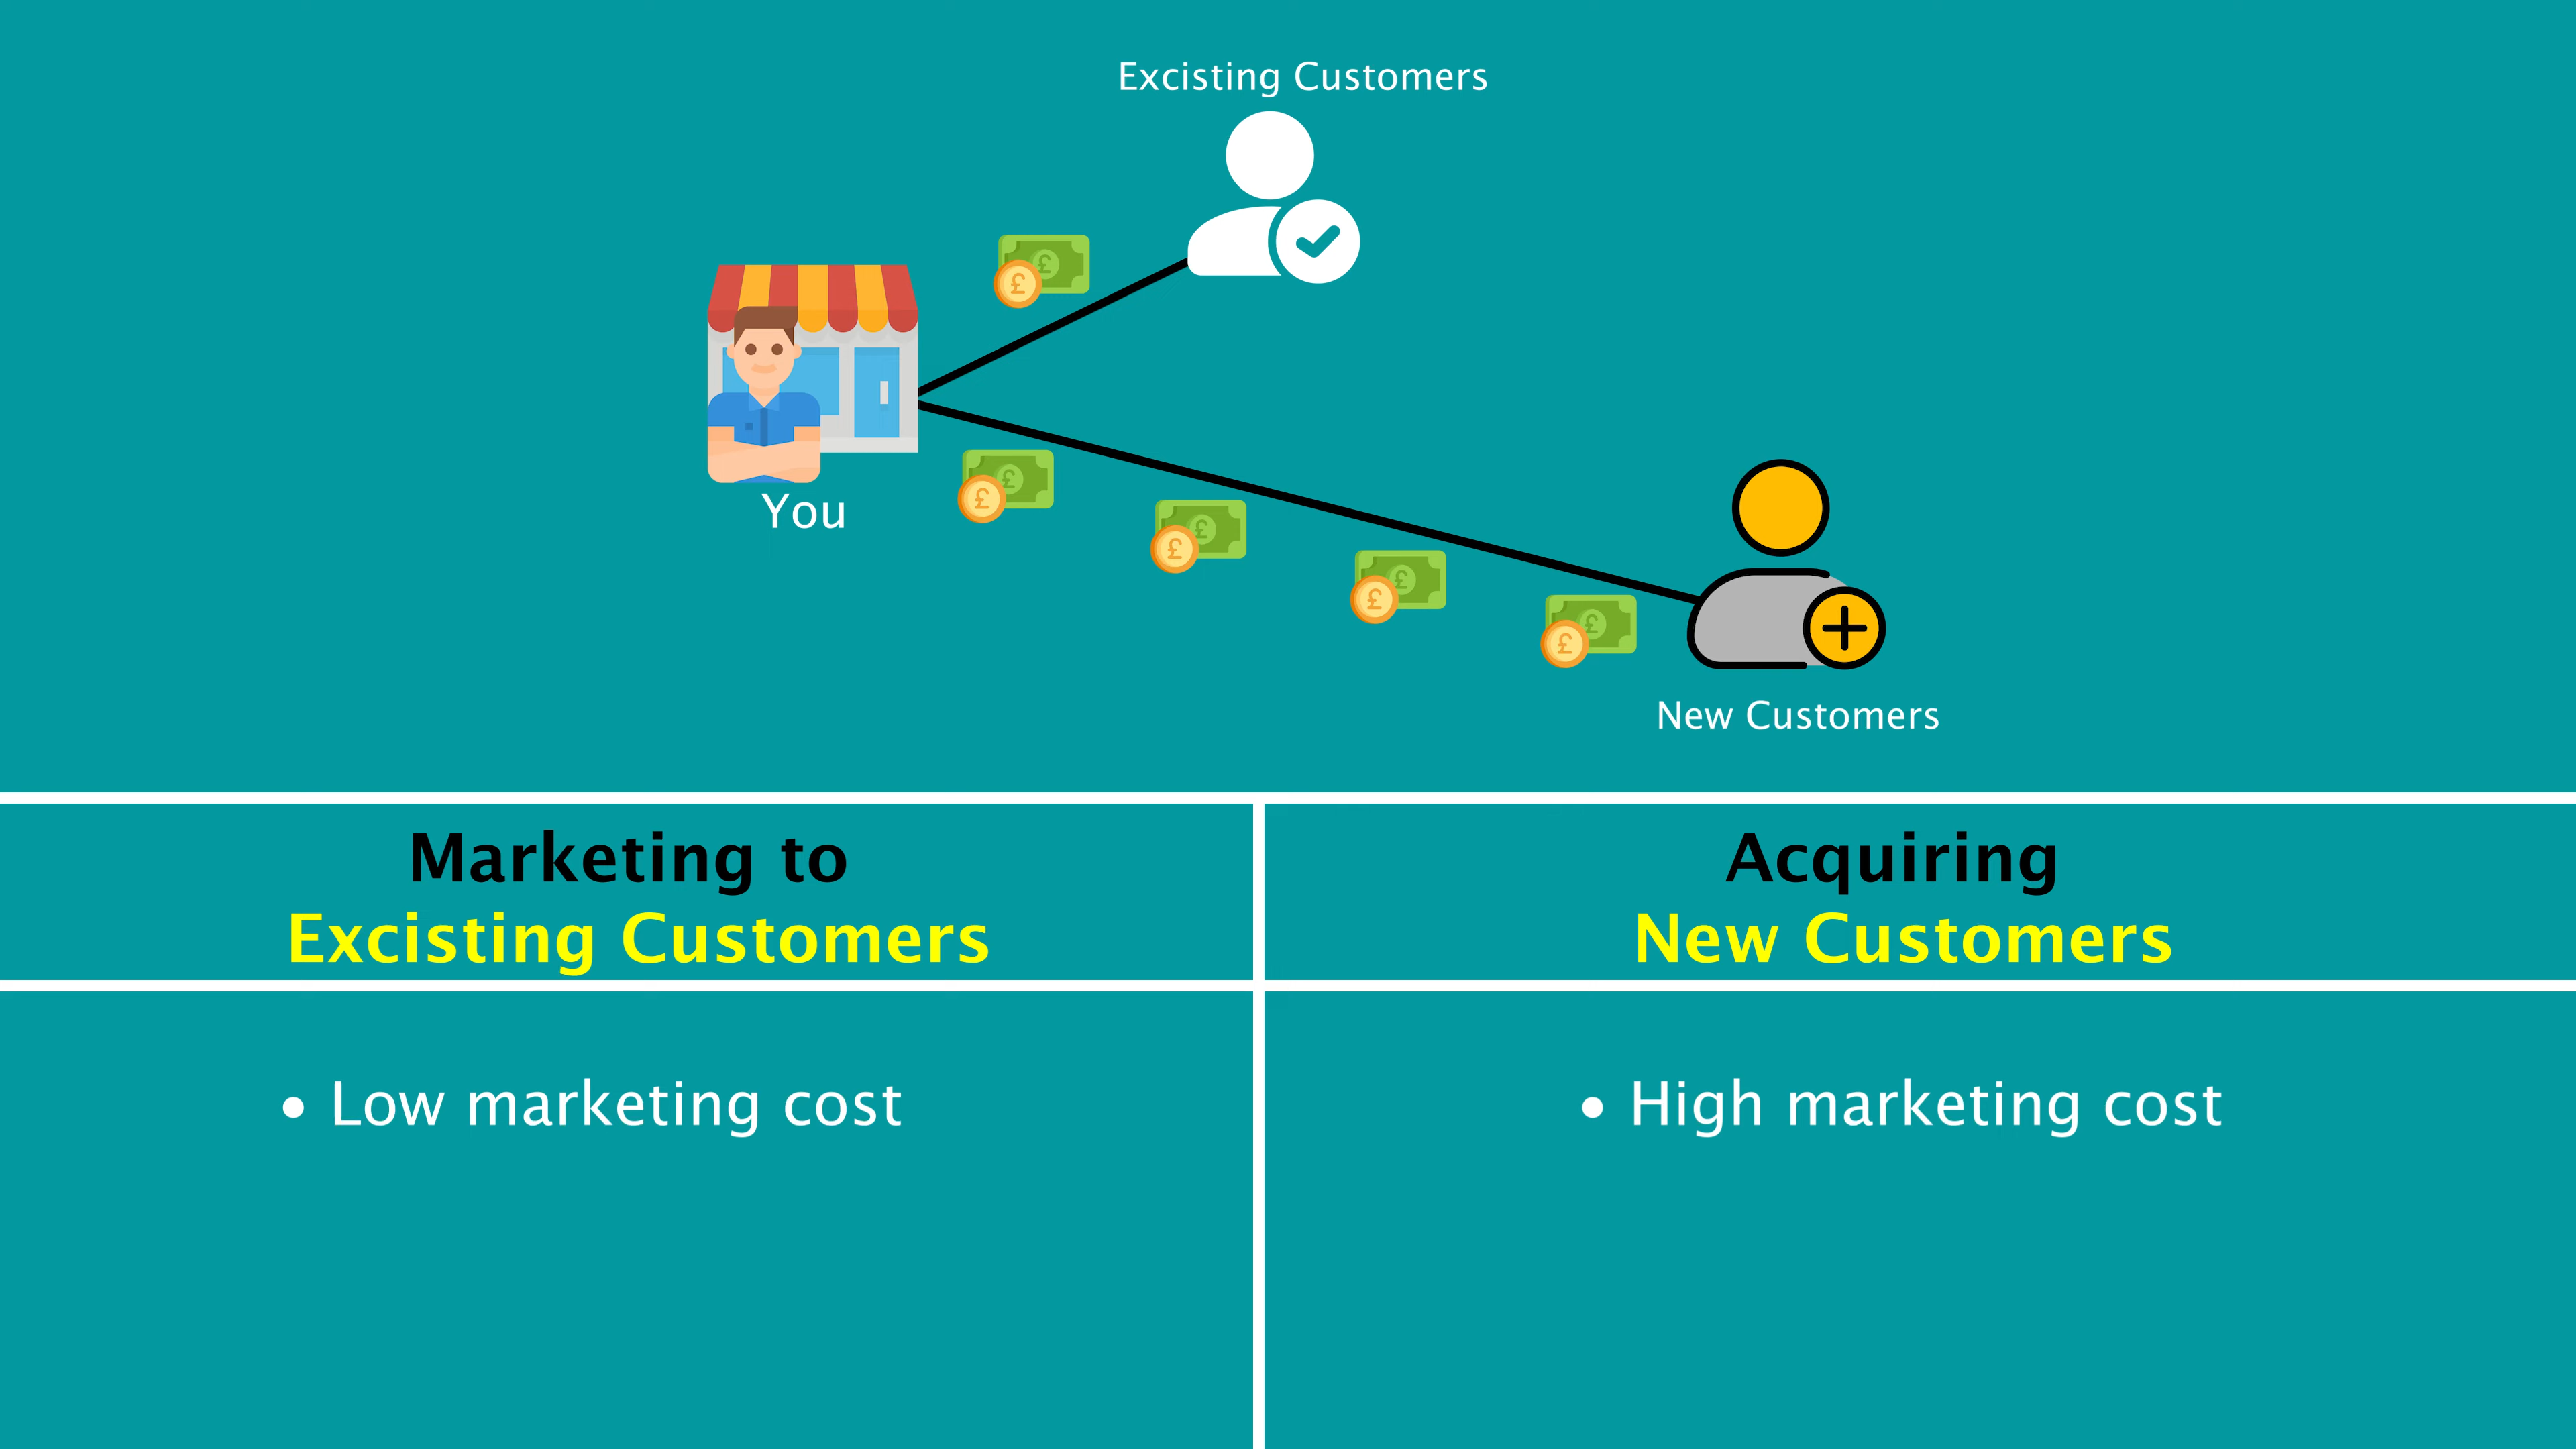 Excisting Customers
You
New Customers
Marketing to
Excisting Customers
Acquiring
New Customers
• Low marketing cost
• High marketing cost